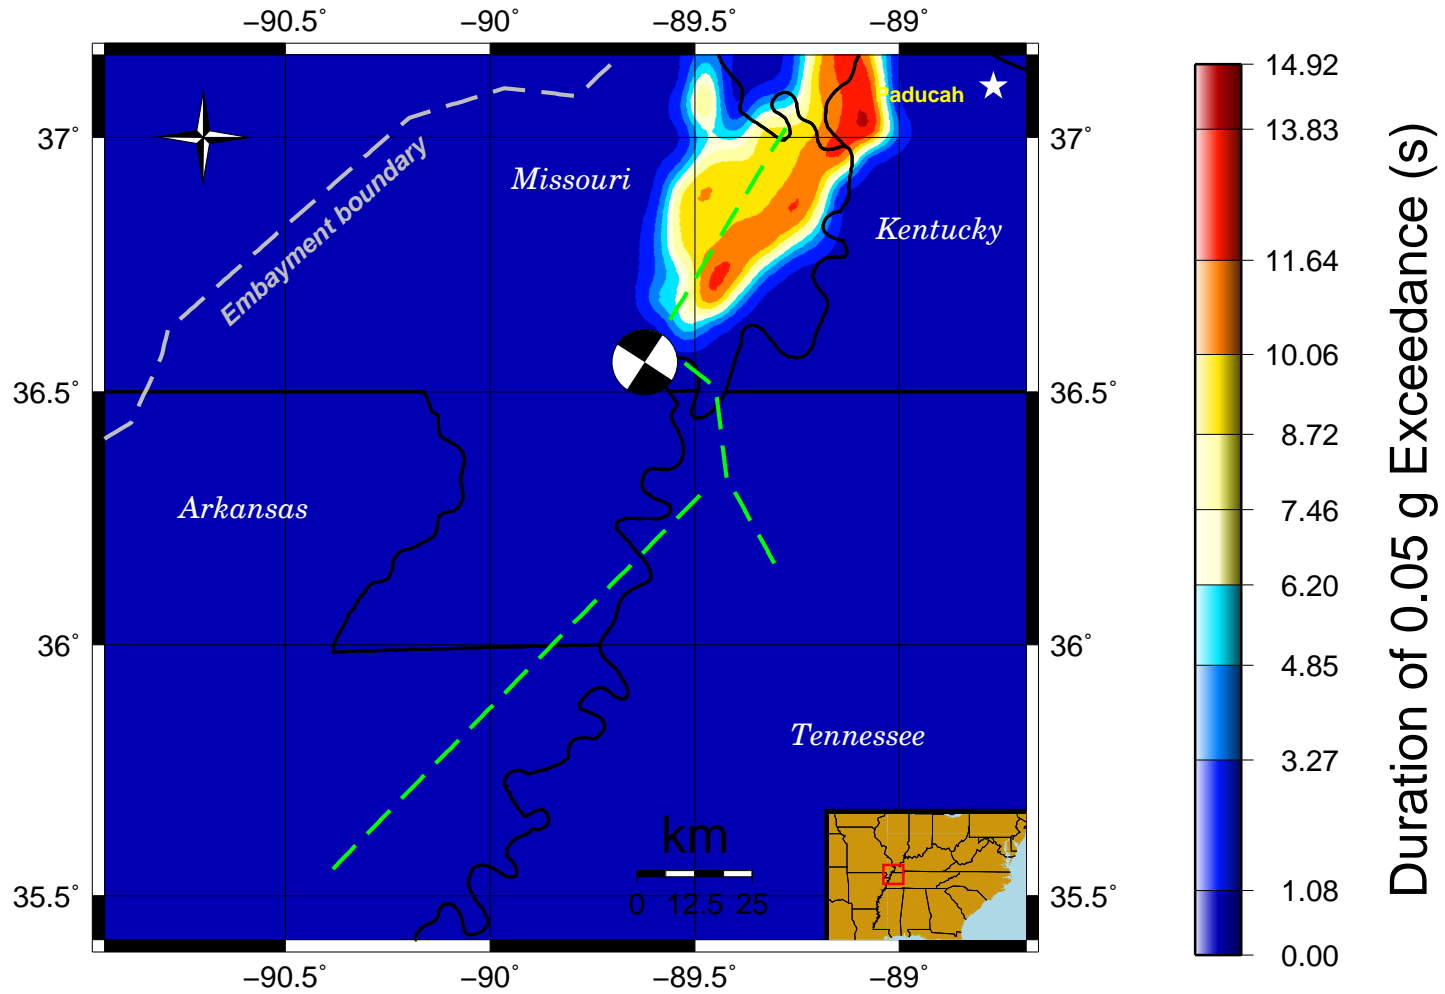 −90.5˚ −90˚ −89.5˚ −89˚
37˚ 37˚
36.5˚ 36.5˚
36˚ 36˚
35.5˚ 35.5˚
−90.5˚ −90˚ −89.5˚ −89˚
Paducah
Embayment boundary
Missouri
Kentucky
Arkansas
Tennessee
km
0 12.5 25
14.92
13.83
11.64
10.06
8.72
7.46
6.20
4.85
3.27
1.08
0.00
Duration of 0.05 g Exceedance (s)